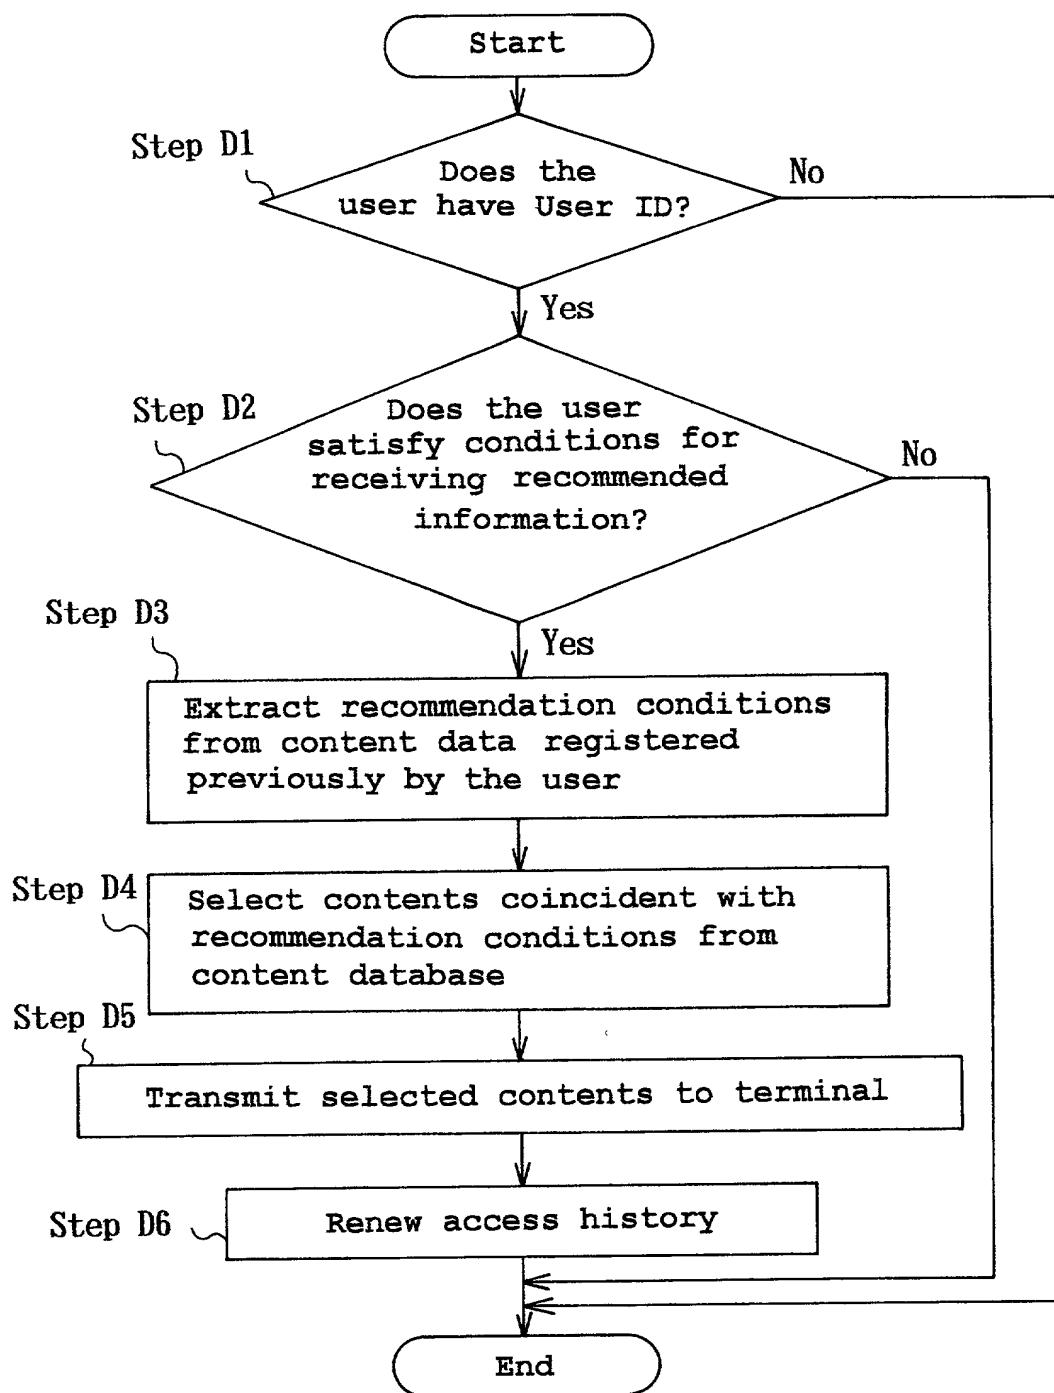 Start
Step D1
Does the
user have User ID?
No
Yes
Step D2
Does the user
satisfy conditions for
receiving recommended
information?
No
Yes
Step D3
Extract recommendation conditions
from content data registered
previously by the user
Step D4
Select contents coincident with
recommendation conditions from
content database
Step D5
Transmit selected contents to terminal
Step D6
Renew access history
End